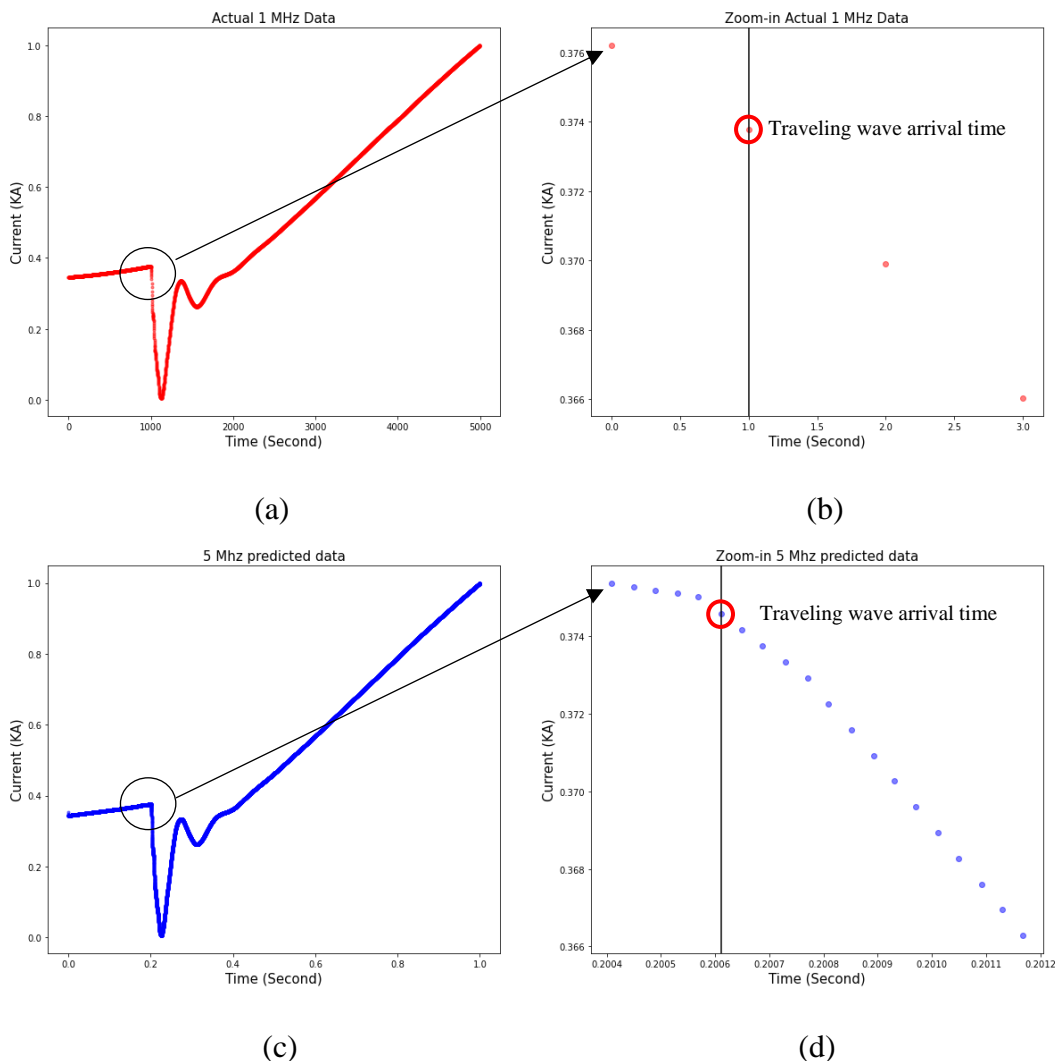 Actual 1 MHz Data
Current (KA)
1.0
0.8
0.6
0.4
0.2
0.0
0 1000 2000 3000 4000 5000
Time (Second)
(a)
Zoom-in Actual 1 MHz Data
Current (KA)
0.376
0.374
0.372
0.370
0.368
0.366
Traveling wave arrival time
0.0 0.5 1.0 1.5 2.0 2.5 3.0
Time (Second)
(b)
5 Mhz predicted data
Current (KA)
1.0
0.8
0.6
0.4
0.2
0.0
0.0 0.2 0.4 0.6 0.8 1.0
Time (Second)
(c)
Zoom-in 5 Mhz predicted data
Current (KA)
0.374
0.372
0.370
0.368
0.366
Traveling wave arrival time
0.2004 0.2005 0.2006 0.2007 0.2008 0.2009 0.2010 0.2011 0.2012
Time (Second)
(d)